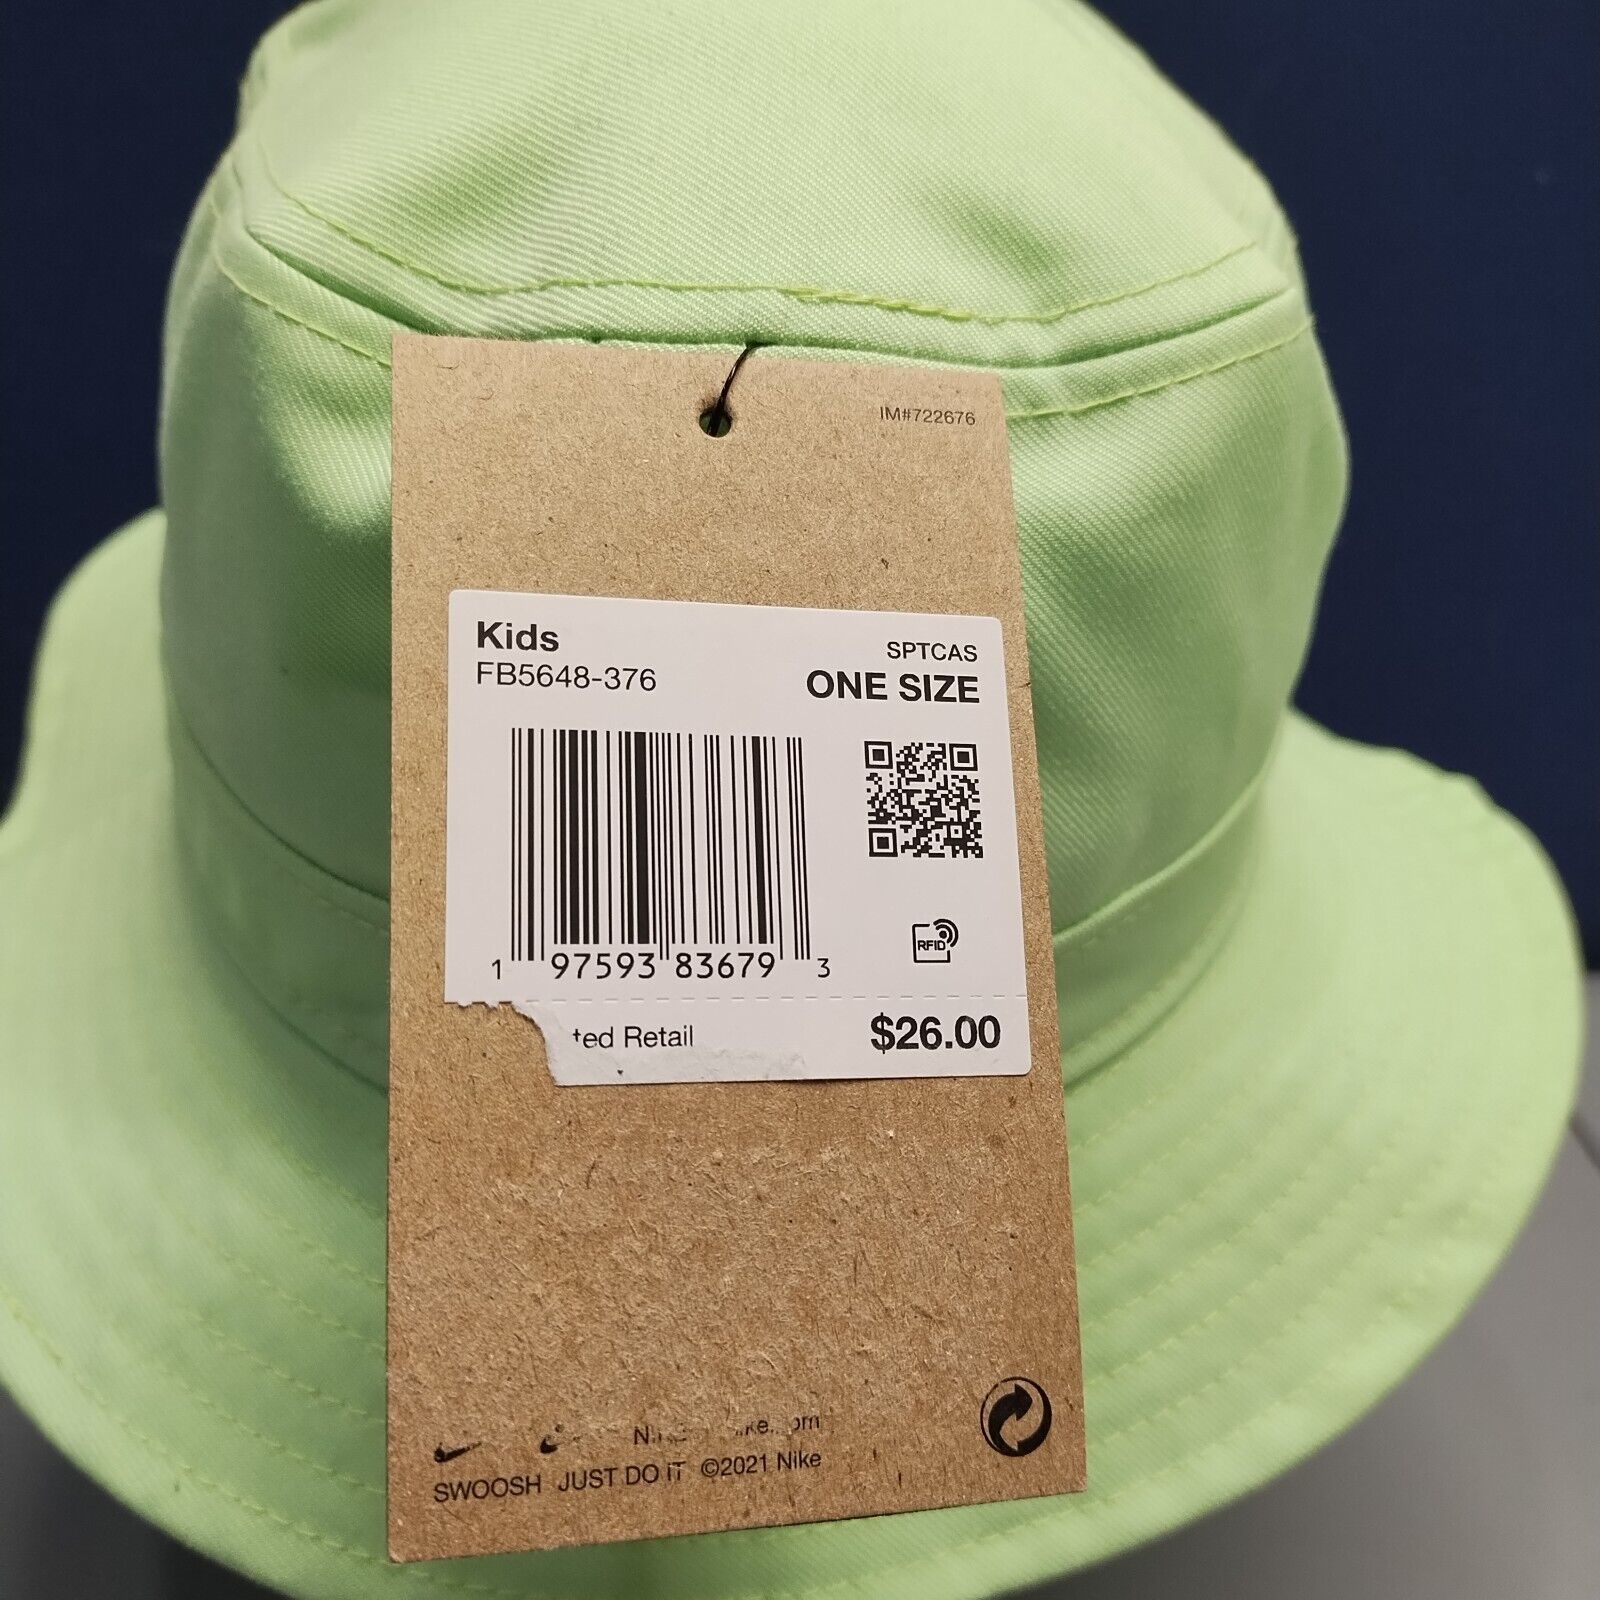 IM#722676
Kids
FB5648-376
SPTCAS
ONE SIZE
1 97593 83679 3
RFID
ted Retail
$26.00
SWOOSH JUST DO IT ©2021 Nike